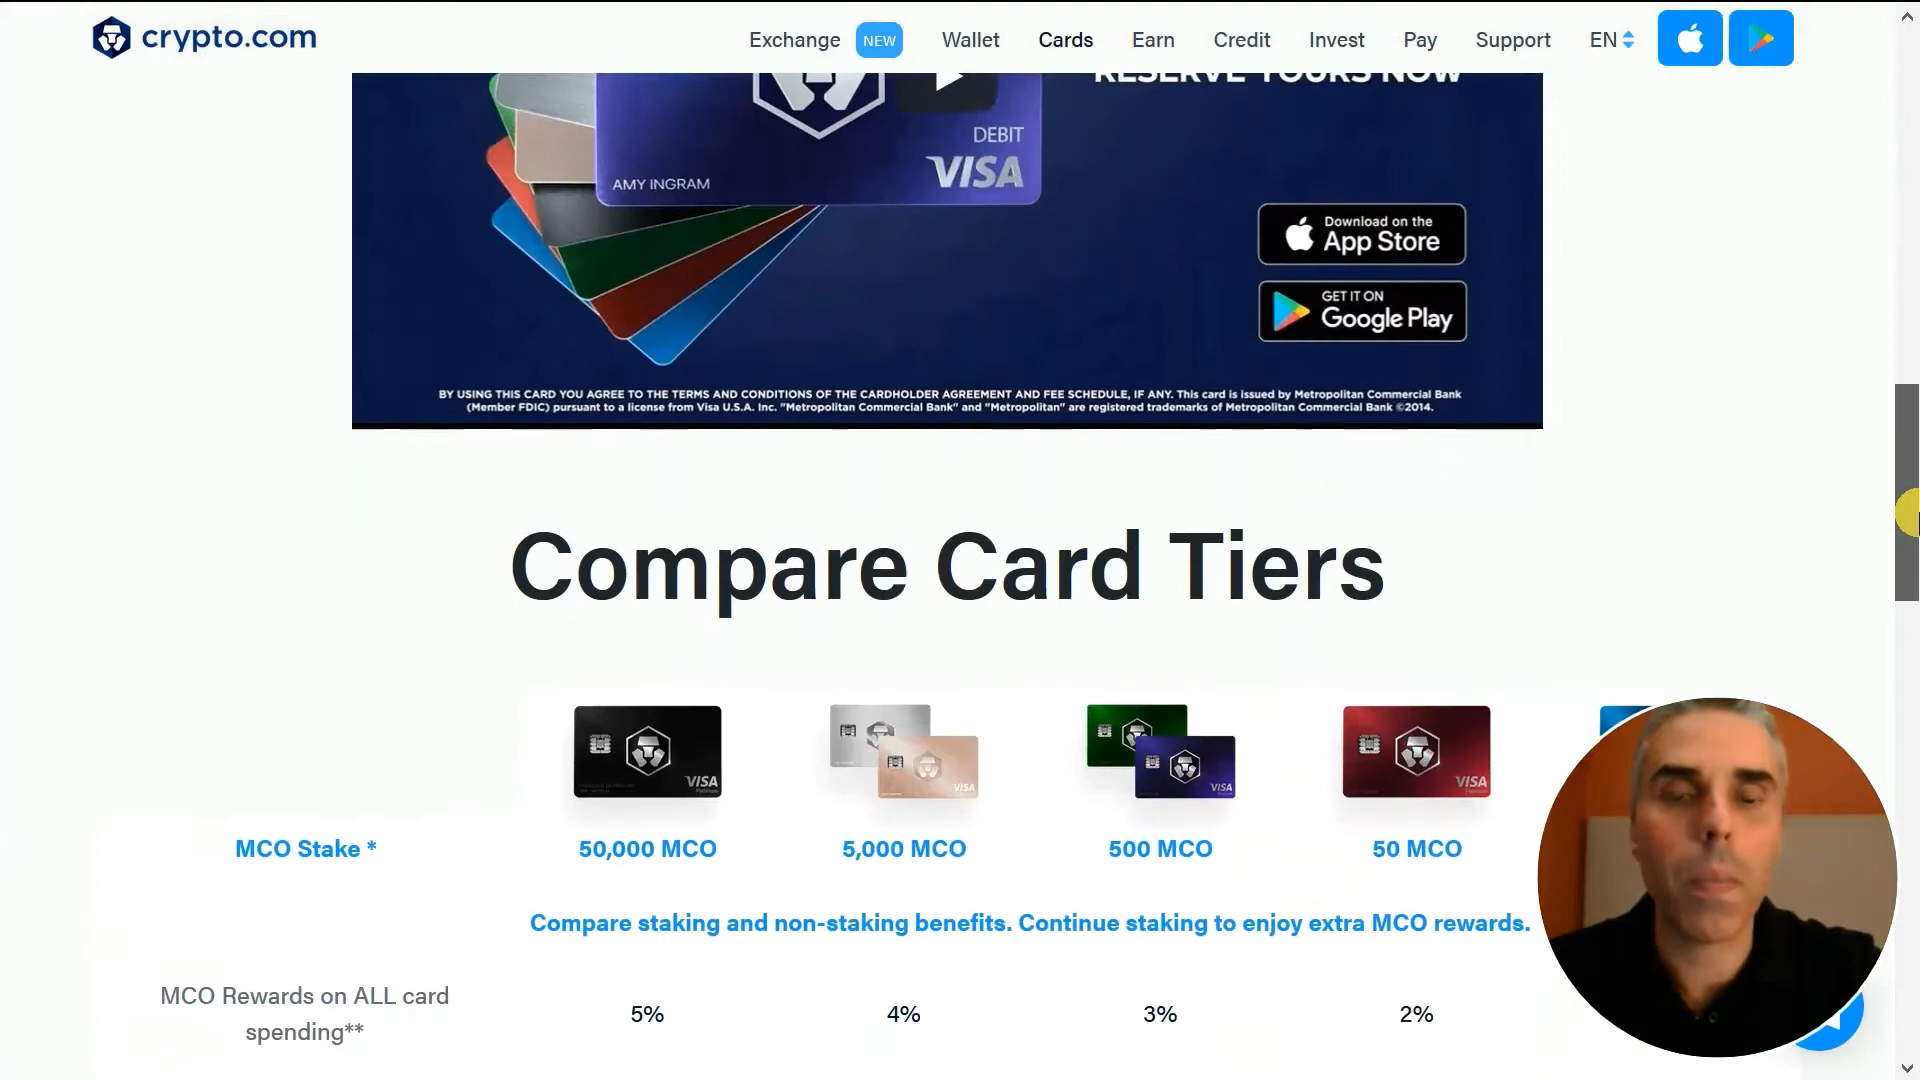 crypto.com
Exchange NEW Wallet Cards Earn Credit Invest Pay Support EN
RESERVE YOURS NOW
DEBIT
VISA
AMY INGRAM
Download on the
App Store
GET IT ON
Google Play
BY USING THIS CARD YOU AGREE TO THE TERMS AND CONDITIONS OF THE CARDHOLDER AGREEMENT AND FEE SCHEDULE, IF ANY. This card is issued by Metropolitan Commercial Bank
(Member FDIC) pursuant to a license from Visa U.S.A. Inc. "Metropolitan Commercial Bank" and "Metropolitan" are registered trademarks of Metropolitan Commercial Bank ©2014.
Compare Card Tiers
VISA
Platinum
VISA
VISA
VISA
Platinum
MCO Stake * 50,000 MCO 5,000 MCO 500 MCO 50 MCO
Compare staking and non-staking benefits. Continue staking to enjoy extra MCO rewards.
MCO Rewards on ALL card
spending** 5% 4% 3% 2%